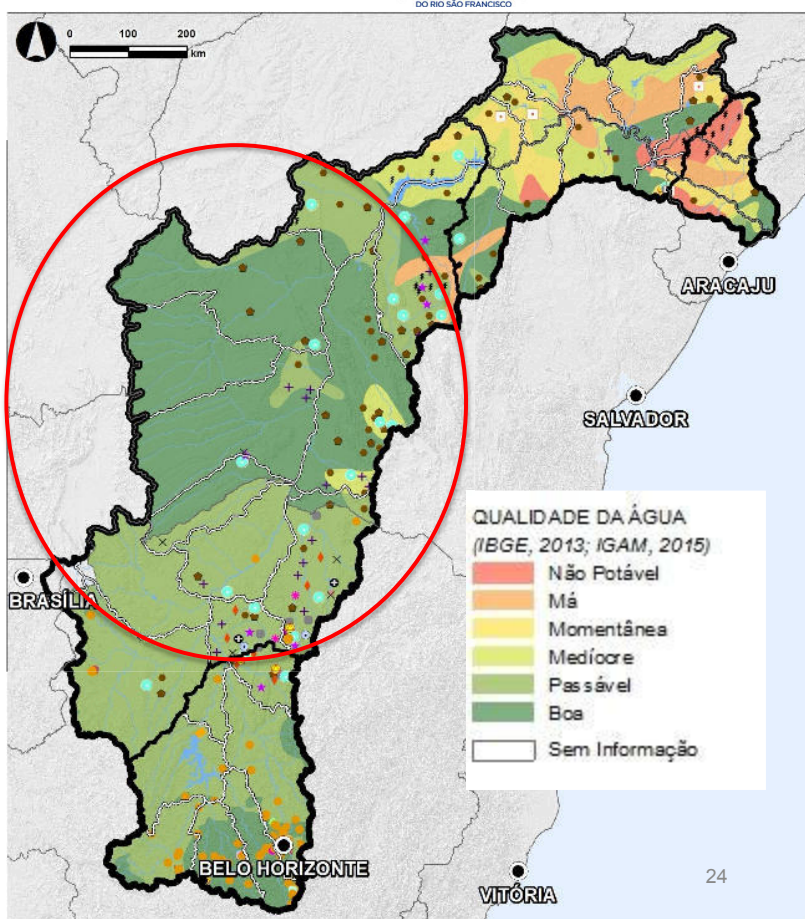 DO RIO SÃO FRANCISCO
0 100 200
km
ARACAJU
SALVADOR
QUALIDADE DA ÁGUA
(IBGE, 2013; IGAM, 2015)
Não Potável
Má
Momentânea
Medíocre
Passável
Boa
Sem Informação
BRASÍLIA
BELO HORIZONTE
VITÓRIA
24